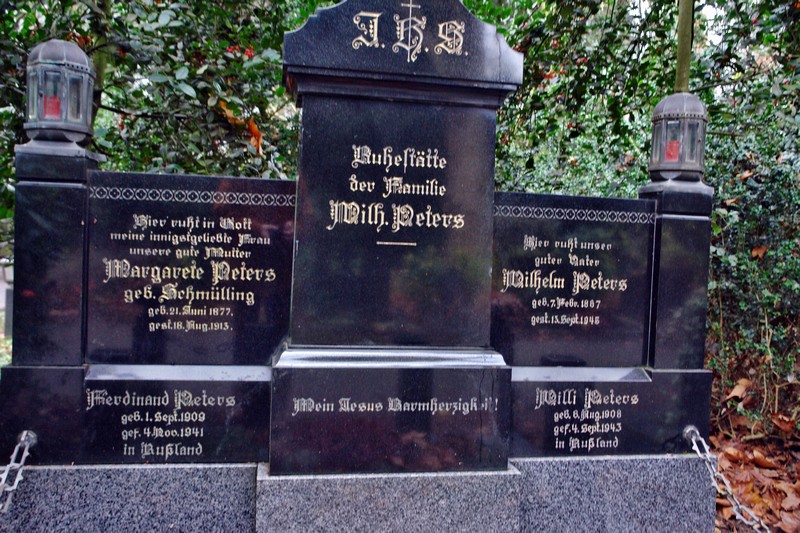 J.H.S.
Ruhestätte
der Familie
Wilh. Peters
Hier ruht in Gott
meine innigstgeliebte Frau
unsere gute Mutter
Margarete Peters
geb. Schmülling
geb. 21. Juni 1877.
gest. 18. Aug. 1913.
Hier ruht unser
guter Vater
Wilhelm Peters
geb. 7. Febr. 1867
gest. 13. Sept. 1946
Ferdinand Peters
geb. 1. Sept. 1909
gef. 4. Nov. 1941
in Rußland
Mein Jesus Barmherzigkeit!
Willi Peters
geb. 6. Aug. 1908
gef. 4. Sept. 1943
in Rußland